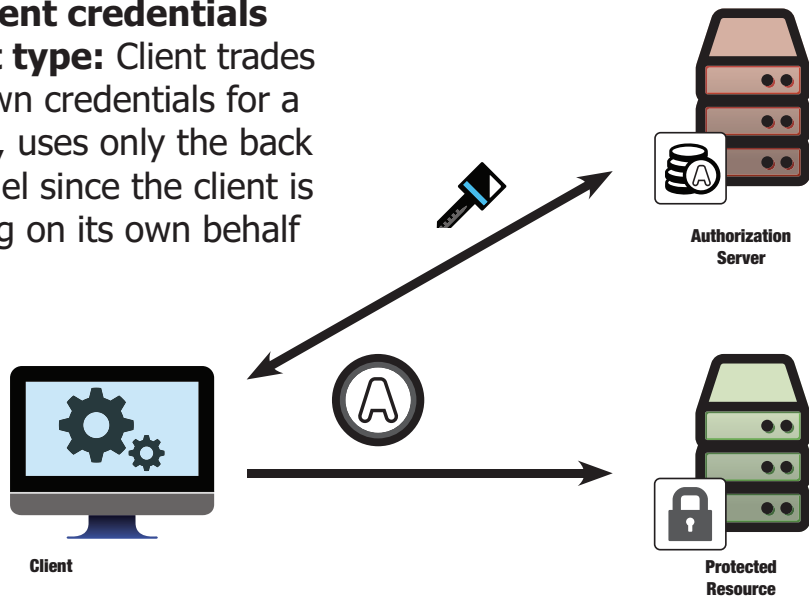 ent credentials
type: Client trades
wn credentials for a
, uses only the back
el since the client is
g on its own behalf
A
Authorization
Server
A
Client
Protected
Resource